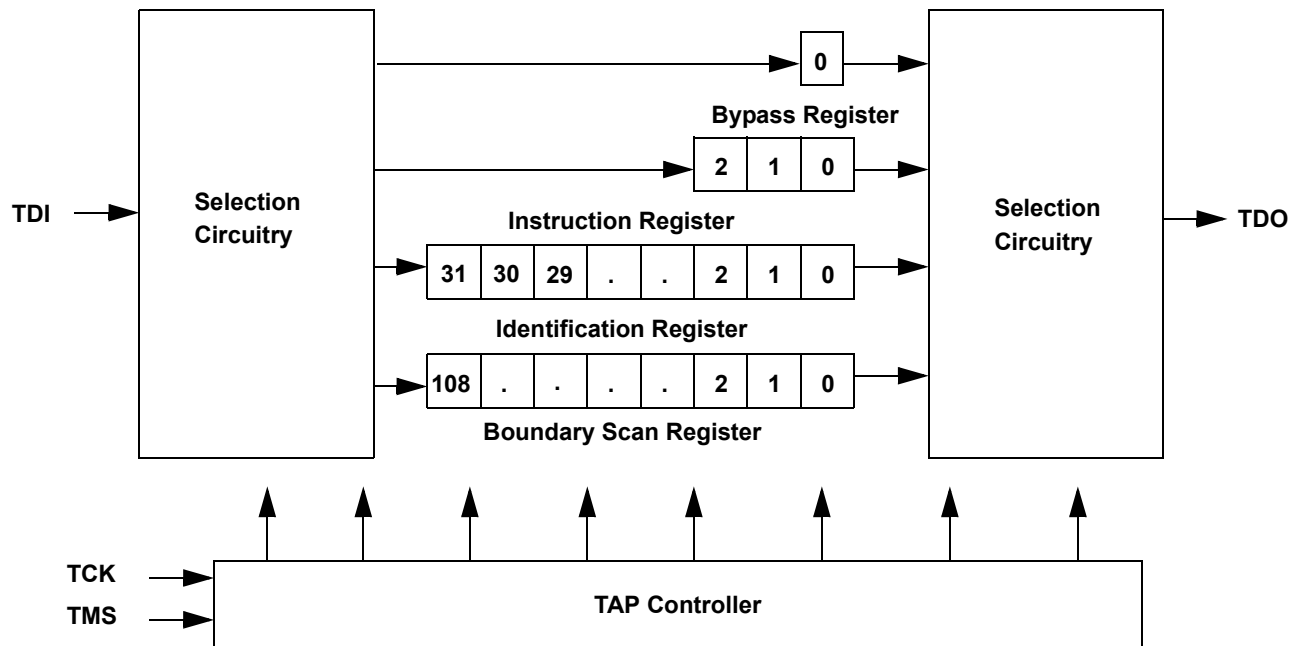 0
Bypass Register
2 1 0
TDI
Selection
Circuitry
Instruction Register
31 30 29 . . 2 1 0
Identification Register
108 . . . . 2 1 0
Boundary Scan Register
Selection
Circuitry
TDO
TCK
TMS
TAP Controller